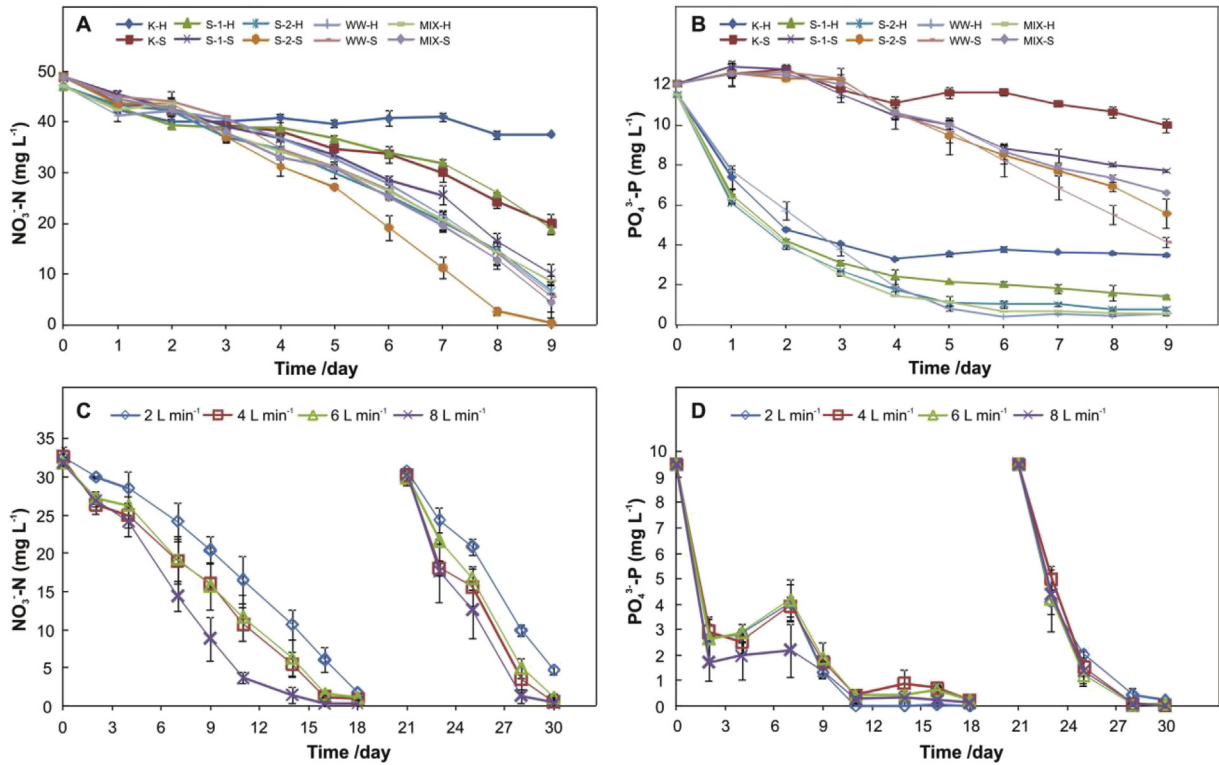 A
K-H S-1-H S-2-H WW-H MIX-H
K-S S-1-S S-2-S WW-S MIX-S
NO₃⁻-N (mg L⁻¹)
50
40
30
20
10
0
0 1 2 3 4 5 6 7 8 9
Time /day
B
K-H S-1-H S-2-H WW-H MIX-H
K-S S-1-S S-2-S WW-S MIX-S
PO₄³⁻-P (mg L⁻¹)
14
12
10
8
6
4
2
0
0 1 2 3 4 5 6 7 8 9
Time /day
C
2 L min⁻¹ 4 L min⁻¹ 6 L min⁻¹ 8 L min⁻¹
NO₃⁻-N (mg L⁻¹)
35
30
25
20
15
10
5
0
0 3 6 9 12 15 18 21 24 27 30
Time /day
D
2 L min⁻¹ 4 L min⁻¹ 6 L min⁻¹ 8 L min⁻¹
PO₄³⁻-P (mg L⁻¹)
10
9
8
7
6
5
4
3
2
1
0
0 3 6 9 12 15 18 21 24 27 30
Time /day